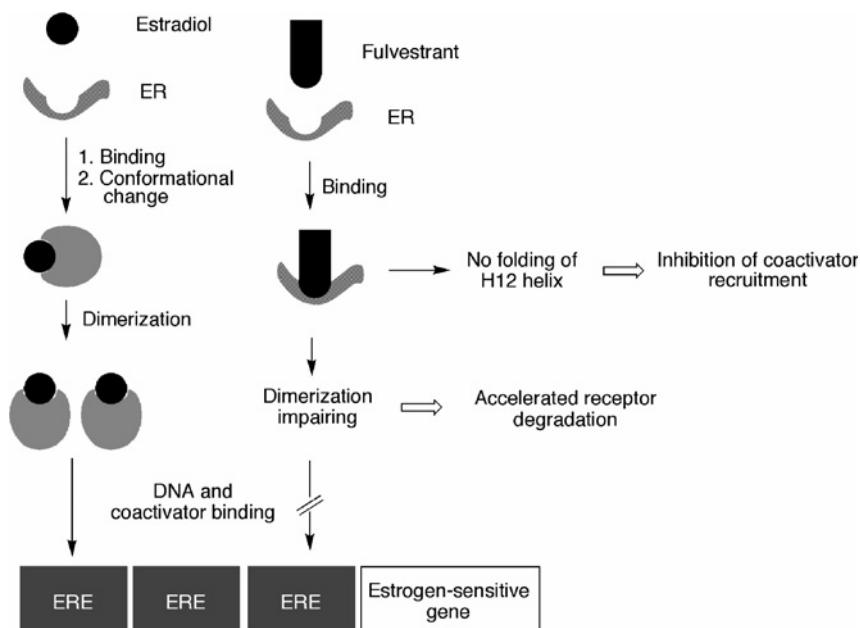 Estradiol
ER
1. Binding
2. Conformational
change
Dimerization
Fulvestrant
ER
Binding
No folding of
H12 helix
Inhibition of coactivator
recruitment
Dimerization
impairing
Accelerated receptor
degradation
DNA and
coactivator binding
ERE
ERE
ERE
Estrogen-sensitive
gene